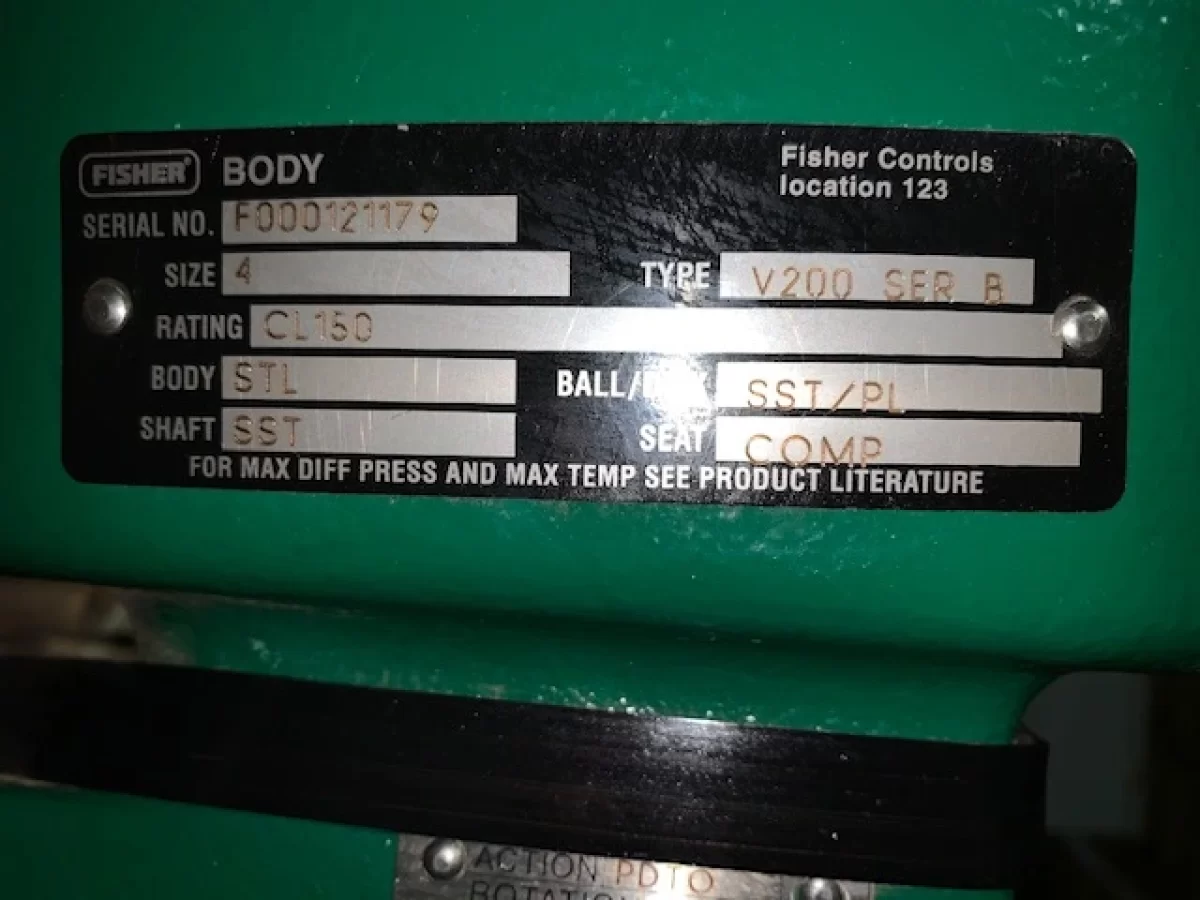 FISHER® BODY Fisher Controls
location 123
SERIAL NO. F000121179
SIZE 4 TYPE V200 SER B
RATING CL150
BODY STL BALL/ SST/PL
SHAFT SST SEAT COMP
FOR MAX DIFF PRESS AND MAX TEMP SEE PRODUCT LITERATURE
ACTION PDTO